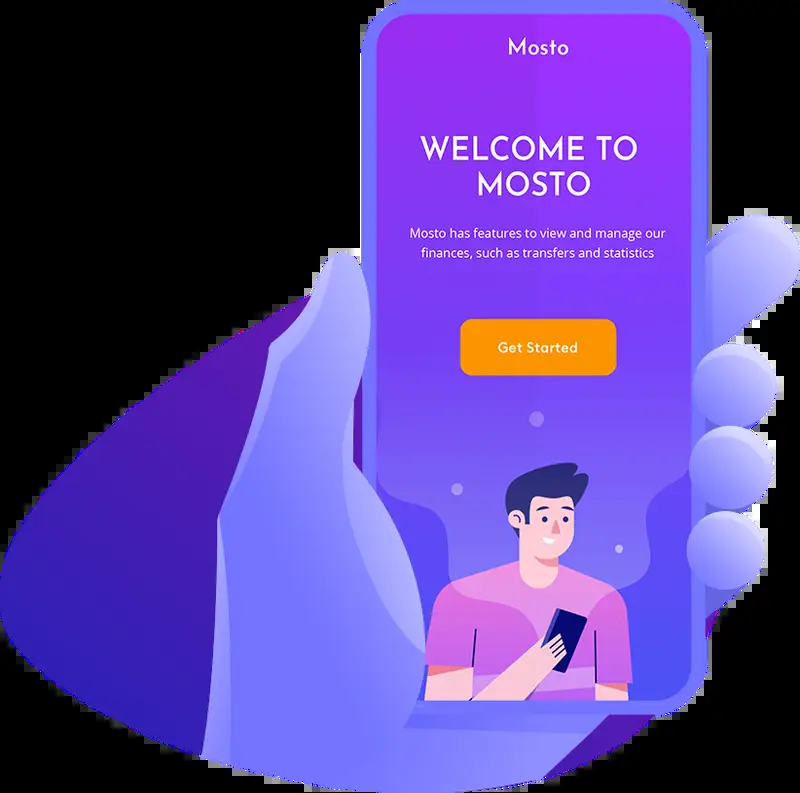 Mosto
WELCOME TO
MOSTO
Mosto has features to view and manage our
finances, such as transfers and statistics
Get Started